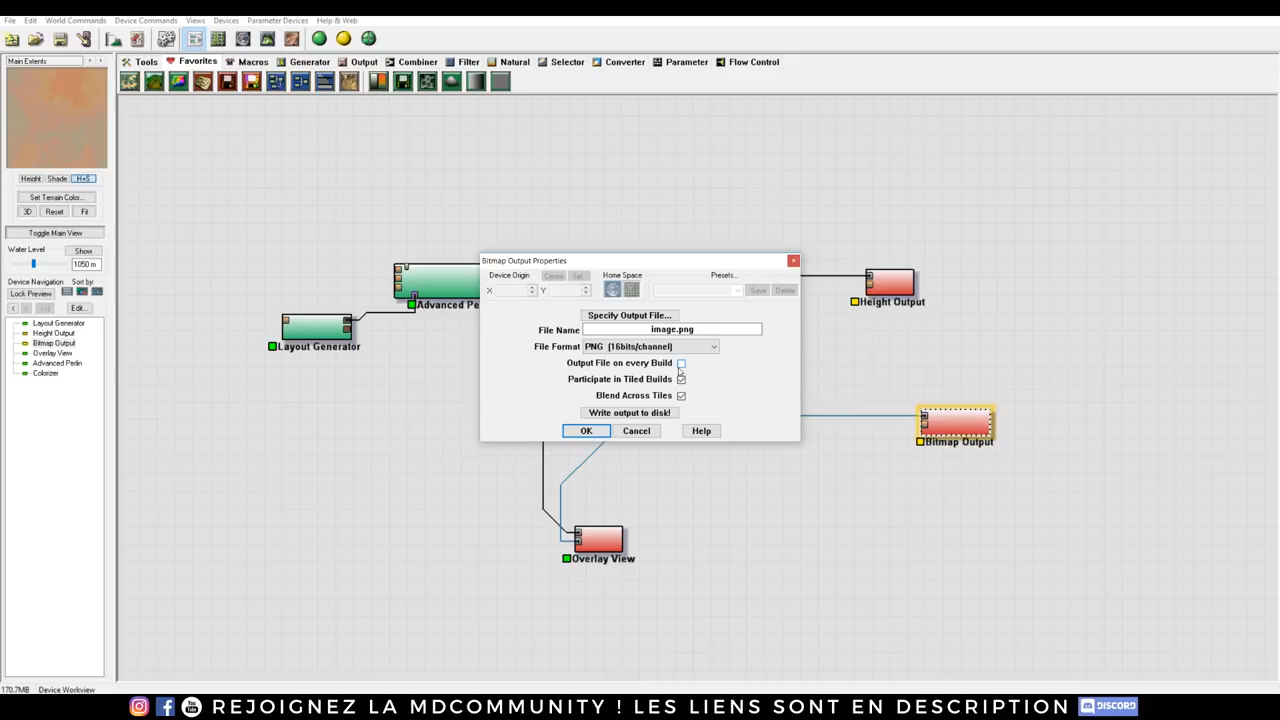 File Edit World Commands Device Commands Views Devices Parameter Devices Help & Web
Main Extents
Tools Favorites Macros Generator Output Combiner Filter Natural Selector Converter Parameter Flow Control
Height Shade H+S
Set Terrain Color...
3D Reset Fit
Toggle Main View
Water Level Show
1050 m
Device Navigation Sort by:
Lock Preview
Edit...
Layout Generator
Height Output
Bitmap Output
Overlay View
Advanced Perlin
Colorizer
Advanced Pe
Layout Generator
Height Output
Bitmap Output
Overlay View
Bitmap Output Properties
Device Origin Center Set Home Space Presets...
X Y Save Delete
Specify Output File...
File Name image.png
File Format PNG (16bits/channel)
Output File on every Build
Participate in Tiled Builds
Blend Across Tiles
Write output to disk!
OK Cancel Help
170.7MB Device Workview
REJOIGNEZ LA MDCOMMUNITY ! LES LIENS SONT EN DESCRIPTION DISCORD